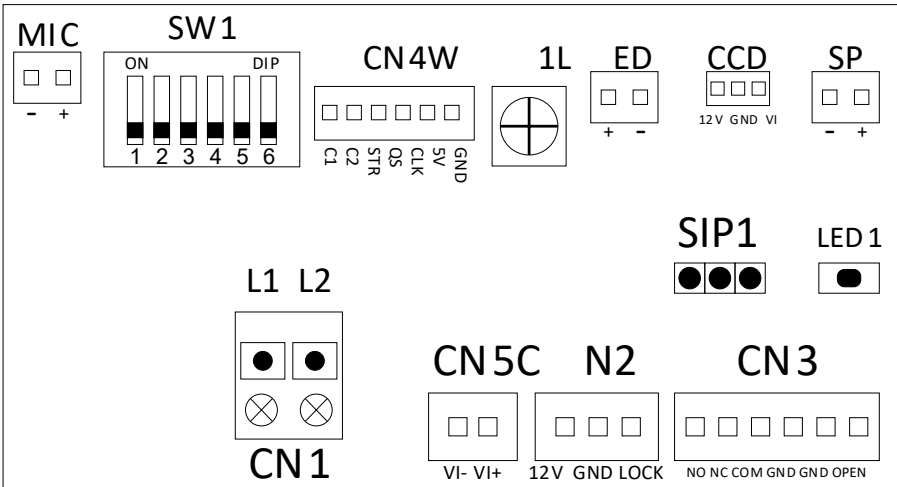 MIC SW1 CN4W 1L ED CCD SP
ON DIP
- + + - 12V GND VI - +
1 2 3 4 5 6
C1 C2 STR QS CLK 5V GND
SIP1 LED1
L1 L2
CN5C N2 CN3
CN1
VI- VI+ 12V GND LOCK NO NC COM GND GND OPEN